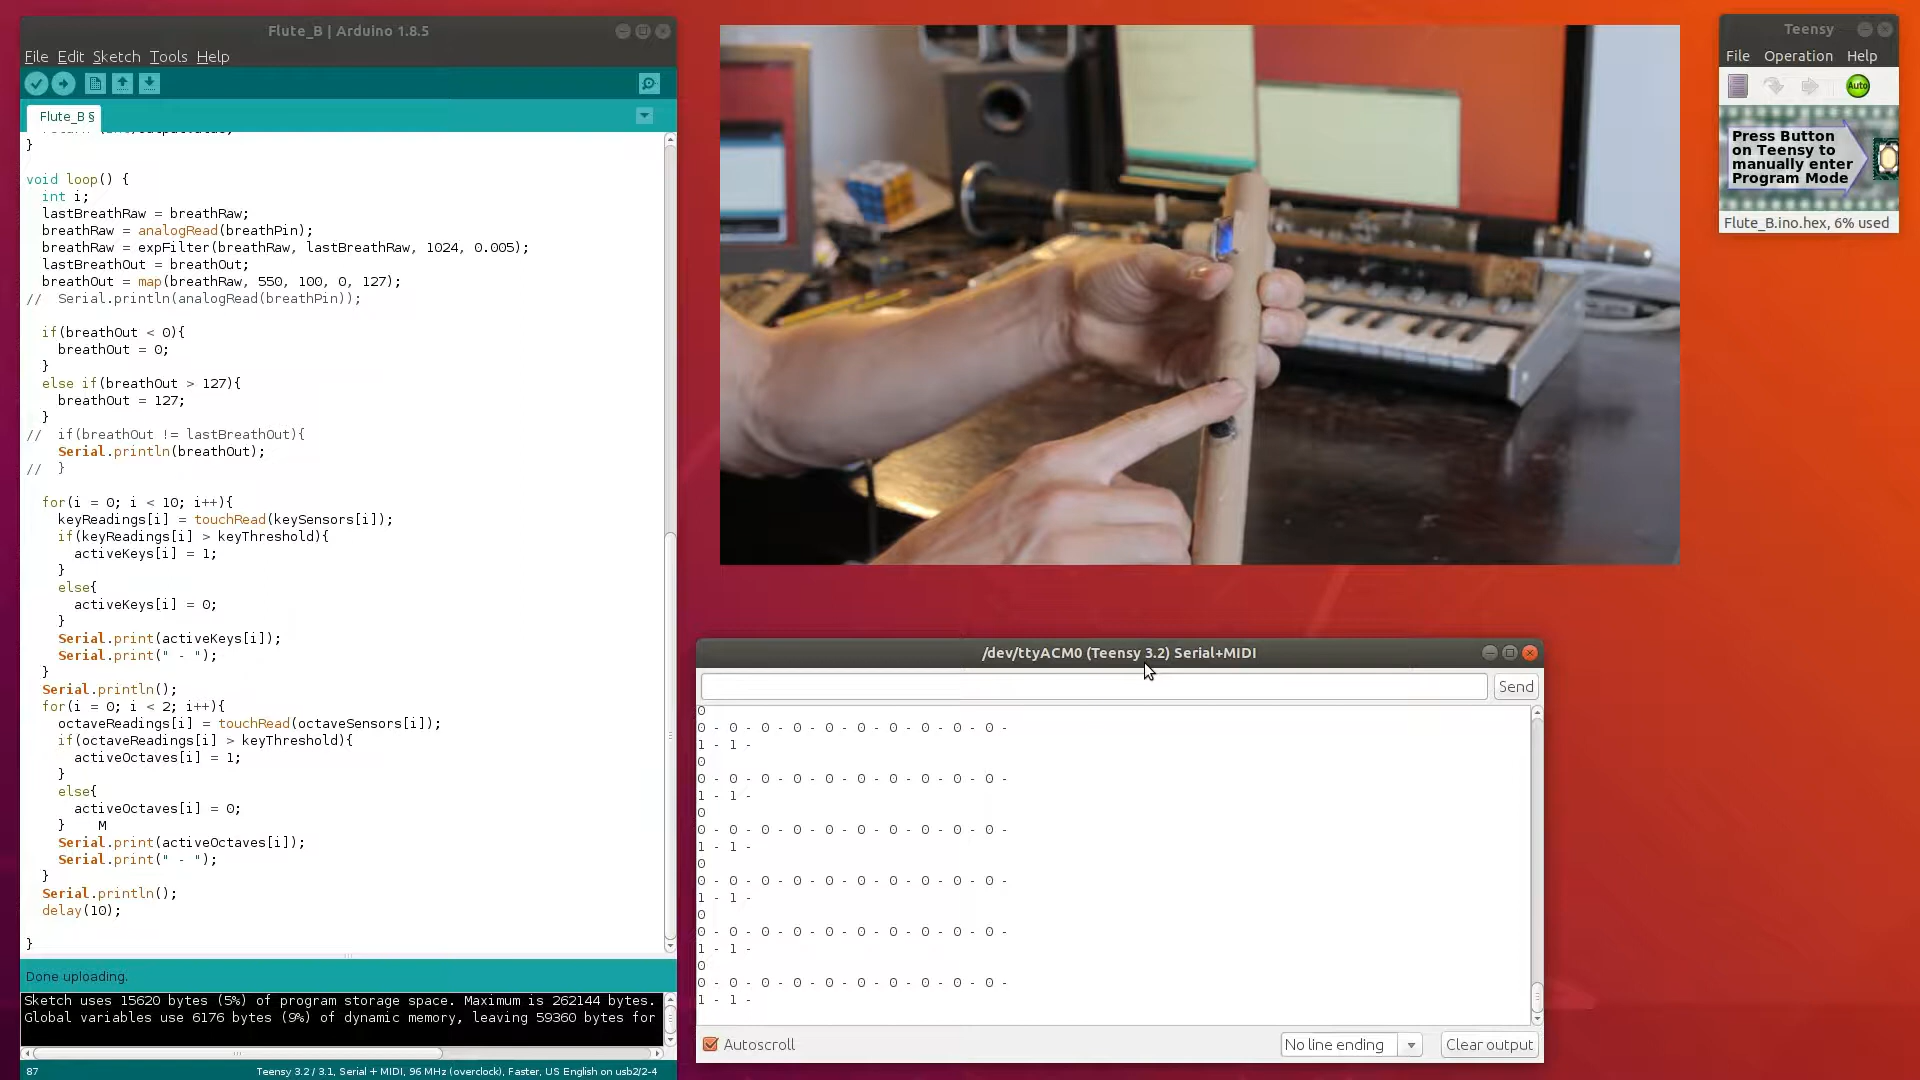 Flute_B | Arduino 1.8.5
File Edit Sketch Tools Help
Flute_B §
}
void loop() {
int i;
lastBreathRaw = breathRaw;
breathRaw = analogRead(breathPin);
breathRaw = expFilter(breathRaw, lastBreathRaw, 1024, 0.005);
lastBreathOut = breathOut;
breathOut = map(breathRaw, 550, 100, 0, 127);
//  Serial.println(analogRead(breathPin));
if(breathOut < 0){
breathOut = 0;
}
else if(breathOut > 127){
breathOut = 127;
}
//  if(breathOut != lastBreathOut){
Serial.println(breathOut);
//  }
for(i = 0; i < 10; i++){
keyReadings[i] = touchRead(keySensors[i]);
if(keyReadings[i] > keyThreshold){
activeKeys[i] = 1;
}
else{
activeKeys[i] = 0;
}
Serial.print(activeKeys[i]);
Serial.print(" - ");
}
Serial.println();
for(i = 0; i < 2; i++){
octaveReadings[i] = touchRead(octaveSensors[i]);
if(octaveReadings[i] > keyThreshold){
activeOctaves[i] = 1;
}
else{
activeOctaves[i] = 0;
}
Serial.print(activeOctaves[i]);
Serial.print(" - ");
}
Serial.println();
delay(10);
}
Done uploading.
Sketch uses 15620 bytes (5%) of program storage space. Maximum is 262144 bytes.
Global variables use 6176 bytes (9%) of dynamic memory, leaving 59360 bytes for
87 Teensy 3.2 / 3.1, Serial + MIDI, 96 MHz (overclock), Faster, US English on usb2/2-4
Teensy
File Operation Help
Auto
Press Button
on Teensy to
manually enter
Program Mode
Flute_B.ino.hex, 6% used
/dev/ttyACM0 (Teensy 3.2) Serial+MIDI
Send
0
0 - 0 - 0 - 0 - 0 - 0 - 0 - 0 - 0 - 0 -
1 - 1 -
0
0 - 0 - 0 - 0 - 0 - 0 - 0 - 0 - 0 - 0 -
1 - 1 -
0
0 - 0 - 0 - 0 - 0 - 0 - 0 - 0 - 0 - 0 -
1 - 1 -
0
0 - 0 - 0 - 0 - 0 - 0 - 0 - 0 - 0 - 0 -
1 - 1 -
0
0 - 0 - 0 - 0 - 0 - 0 - 0 - 0 - 0 - 0 -
1 - 1 -
0
0 - 0 - 0 - 0 - 0 - 0 - 0 - 0 - 0 - 0 -
1 - 1 -
Autoscroll
No line ending
Clear output